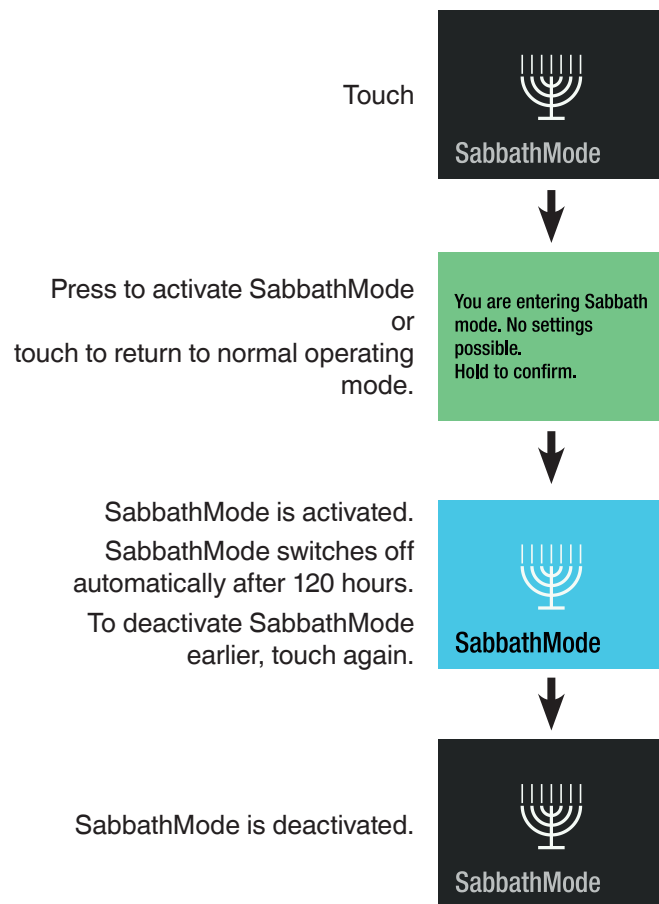 Touch
SabbathMode
Press to activate SabbathMode
or
touch to return to normal operating
mode.
You are entering Sabbath
mode. No settings
possible.
Hold to confirm.
SabbathMode is activated.
SabbathMode switches off
automatically after 120 hours.
To deactivate SabbathMode
earlier, touch again.
SabbathMode
SabbathMode is deactivated.
SabbathMode